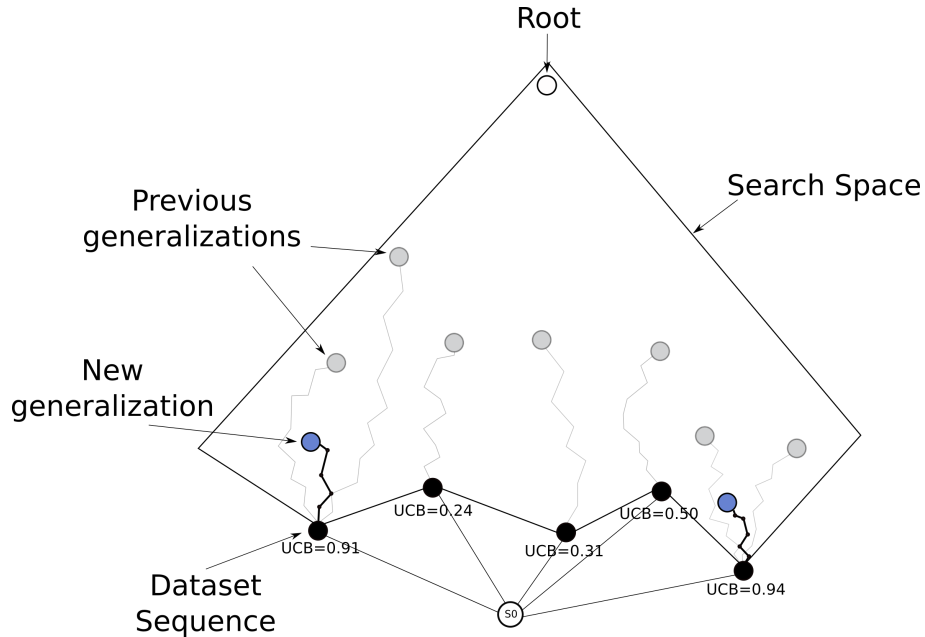 Root
Search Space
Previous
generalizations
New
generalization
UCB=0.24
UCB=0.50
UCB=0.91
UCB=0.31
Dataset
Sequence
UCB=0.94
S0